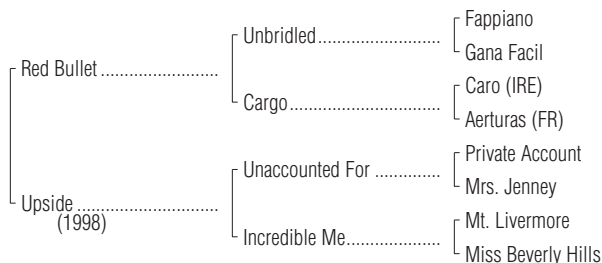 Fappiano
Unbridled
Gana Facil
Red Bullet
Caro (IRE)
Cargo
Aerturas (FR)
Private Account
Unaccounted For
Mrs. Jenney
Upside
(1998)
Mt. Livermore
Incredible Me
Miss Beverly Hills